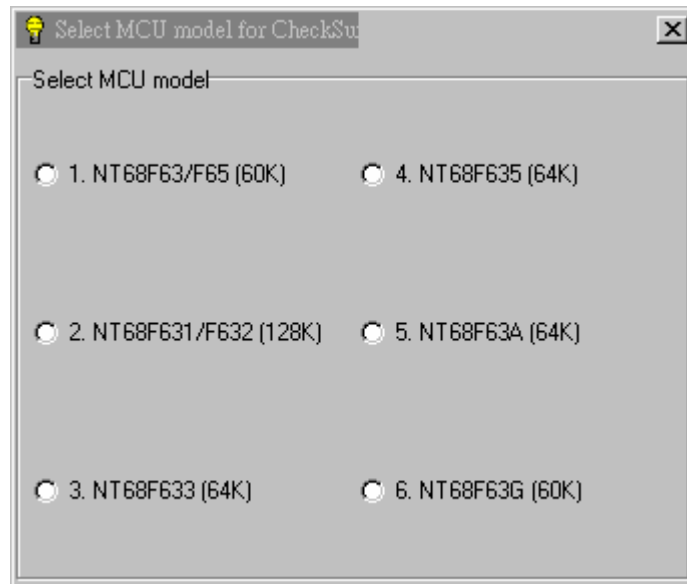 Select MCU model for CheckSu
Select MCU model
1. NT68F63/F65 (60K)
4. NT68F635 (64K)
2. NT68F631/F632 (128K)
5. NT68F63A (64K)
3. NT68F633 (64K)
6. NT68F63G (60K)